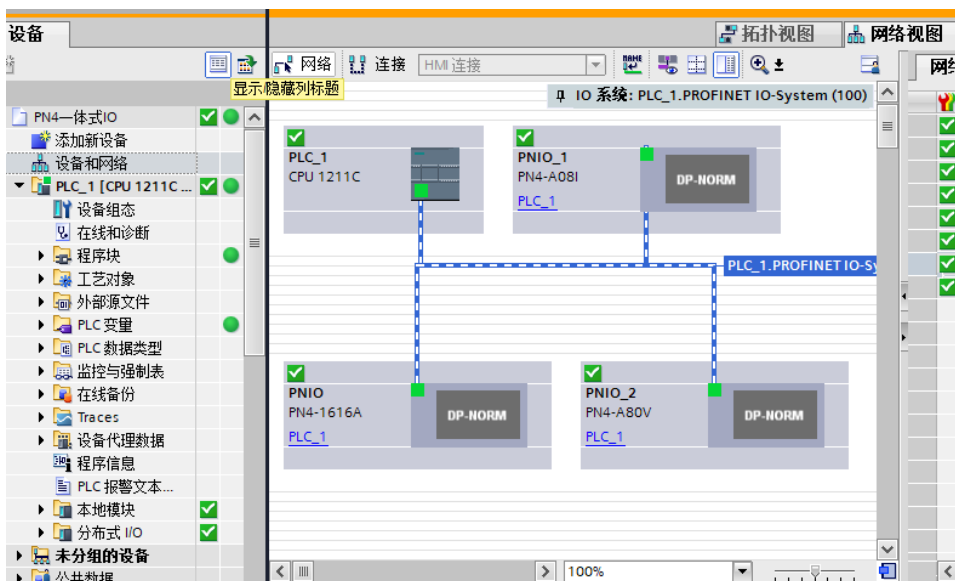 设备
拓扑视图
网络视图
网络
连接
HMI 连接
显示/隐藏列标题
IO 系统: PLC_1.PROFINET IO-System (100)
PN4一体式IO
添加新设备
设备和网络
PLC_1 [CPU 1211C ...
设备组态
在线和诊断
程序块
工艺对象
外部源文件
PLC 变量
PLC 数据类型
监控与强制表
在线备份
Traces
设备代理数据
程序信息
PLC 报警文本...
本地模块
分布式 I/O
未分组的设备
公共数据
PLC_1
CPU 1211C
PNIO_1
PN4-A08I
PLC_1
DP-NORM
PLC_1.PROFINET IO-Sy
PNIO
PN4-1616A
PLC_1
DP-NORM
PNIO_2
PN4-A80V
PLC_1
DP-NORM
100%